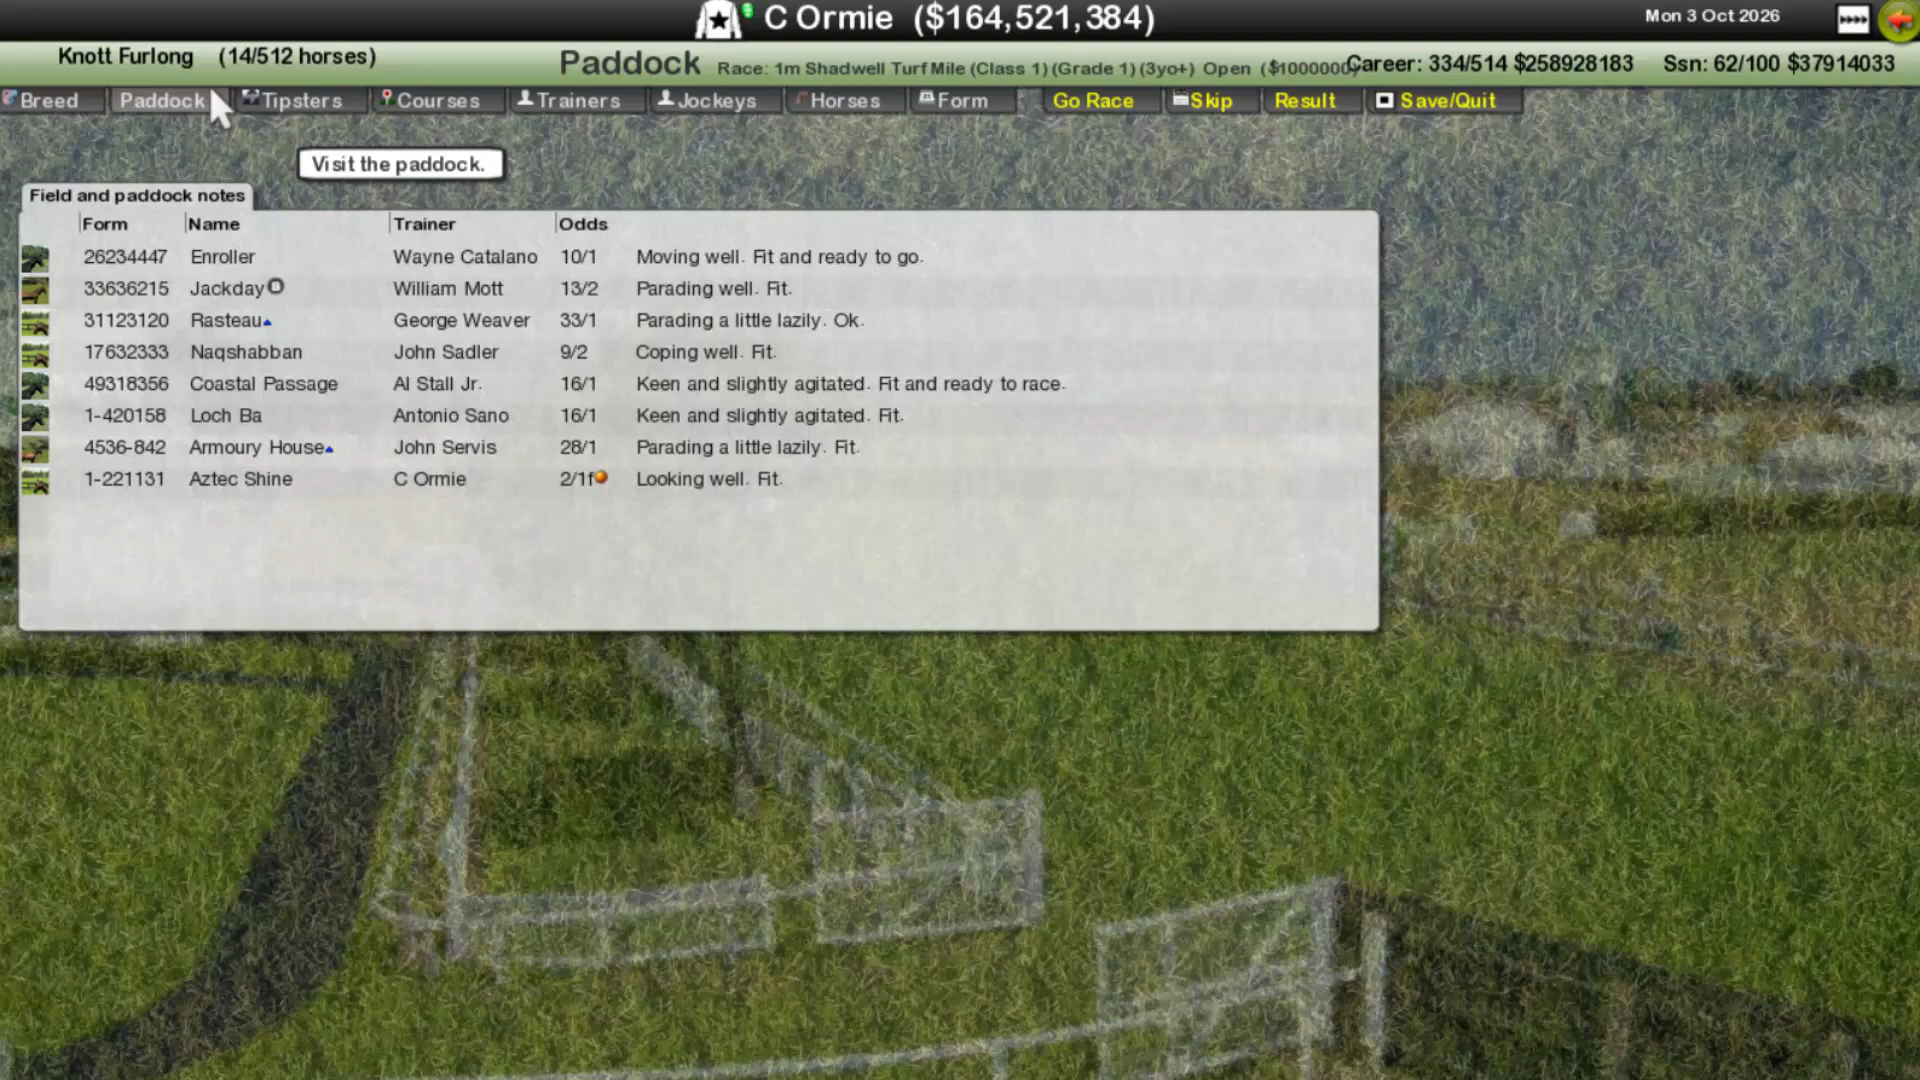 C Ormie ($164,521,384)
Mon 3 Oct 2026
Knott Furlong (14/512 horses)
Paddock Race: 1m Shadwell Turf Mile (Class 1) (Grade 1) (3yo+) Open ($1000000)
Career: 334/514 $258928183 Ssn: 62/100 $37914033
Breed Paddock Tipsters Courses Trainers Jockeys Horses Form Go Race Skip Result Save/Quit
Visit the paddock.
Field and paddock notes
Form Name Trainer Odds
26234447 Enroller Wayne Catalano 10/1 Moving well. Fit and ready to go.
33636215 Jackday William Mott 13/2 Parading well. Fit.
31123120 Rasteau George Weaver 33/1 Parading a little lazily. Ok.
17632333 Naqshabban John Sadler 9/2 Coping well. Fit.
49318356 Coastal Passage Al Stall Jr. 16/1 Keen and slightly agitated. Fit and ready to race.
1-420158 Loch Ba Antonio Sano 16/1 Keen and slightly agitated. Fit.
4536-842 Armoury House John Servis 28/1 Parading a little lazily. Fit.
1-221131 Aztec Shine C Ormie 2/1f Looking well. Fit.